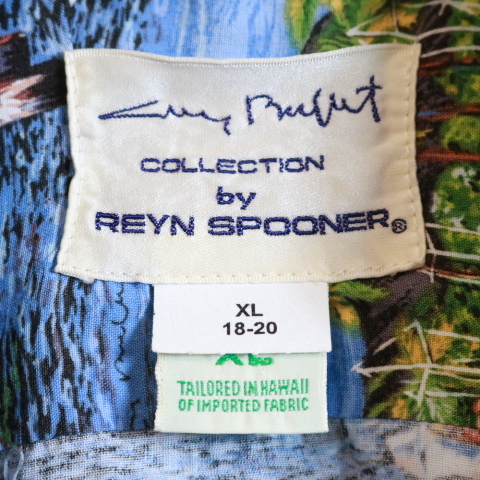 Guy Buffet
COLLECTION
by
REYN SPOONER®
XL
18-20
XL
TAILORED IN HAWAII
OF IMPORTED FABRIC